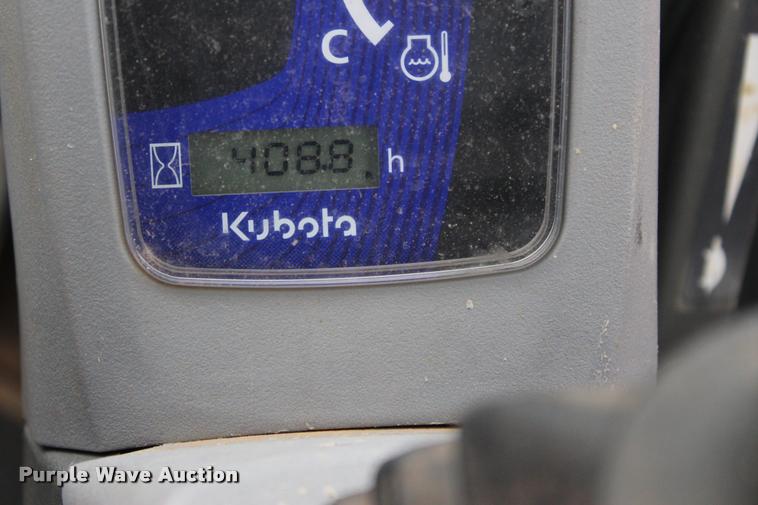 C
408.8 h
Kubota
Purple Wave Auction